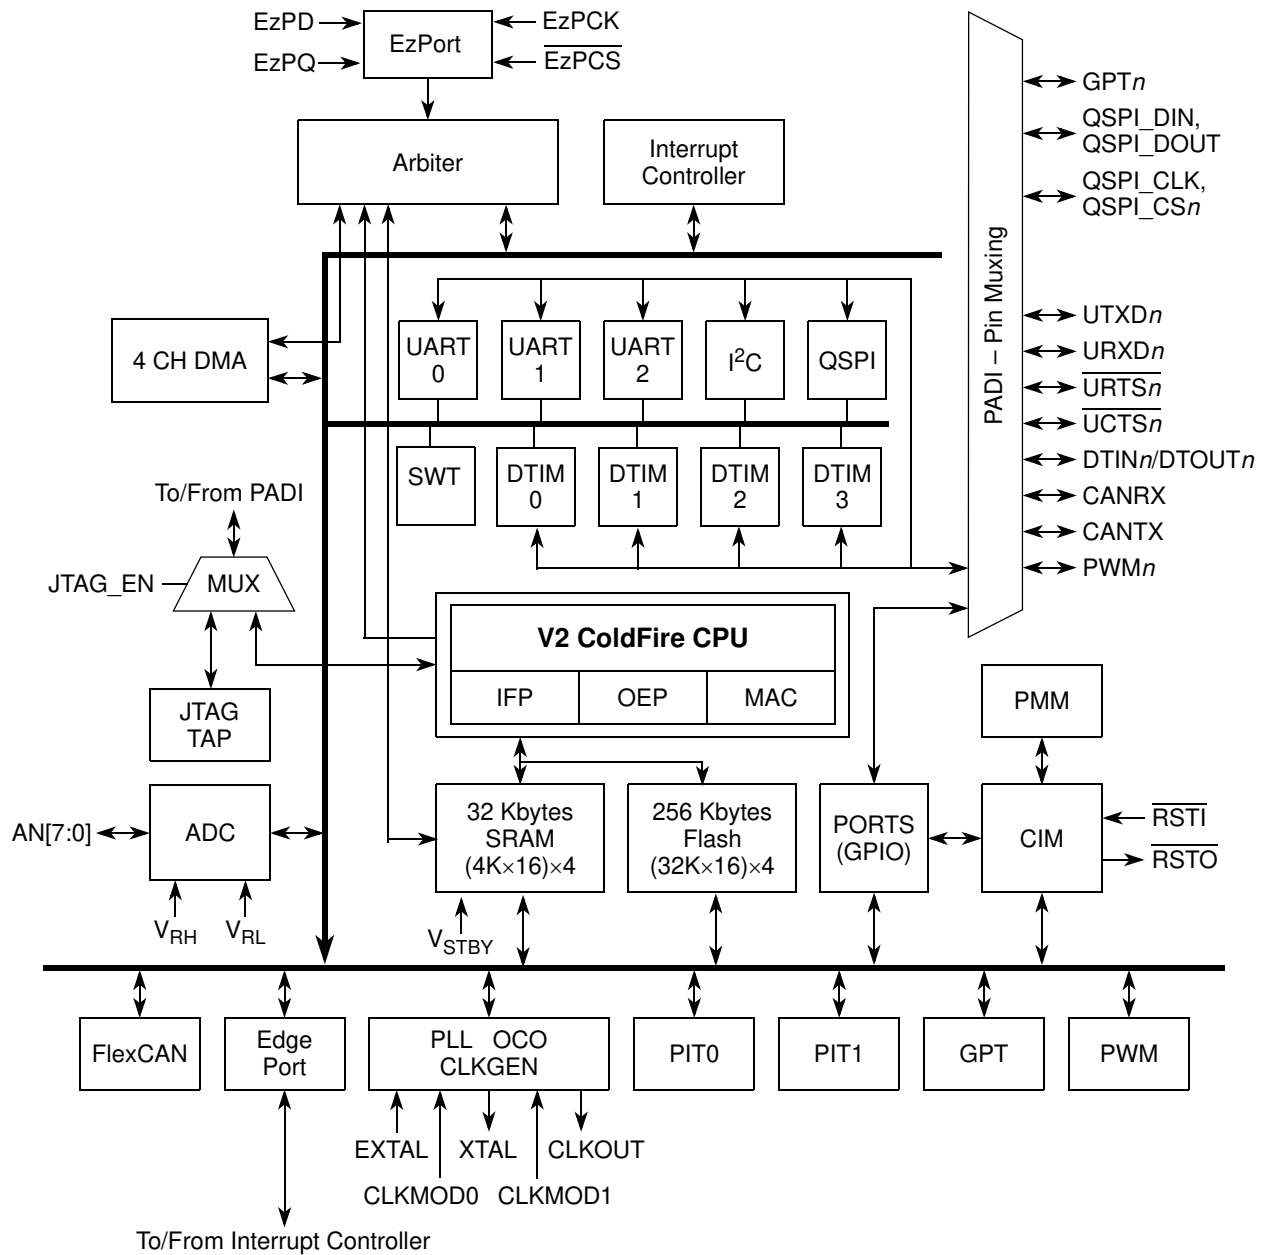 EzPD
EzPort
EzPCK
EzPQ
EzPCS
Arbiter
Interrupt
Controller
PADI – Pin Muxing
GPTn
QSPI_DIN,
QSPI_DOUT
QSPI_CLK,
QSPI_CSn
UTXDn
URXDn
URTSn
UCTSn
DTINn/DTOUTn
CANRX
CANTX
PWMn
4 CH DMA
UART
0
UART
1
UART
2
I²C
QSPI
SWT
DTIM
0
DTIM
1
DTIM
2
DTIM
3
To/From PADI
JTAG_EN
MUX
JTAG
TAP
V2 ColdFire CPU
IFP
OEP
MAC
PMM
AN[7:0]
ADC
VRH
VRL
32 Kbytes
SRAM
(4K×16)×4
VSTBY
256 Kbytes
Flash
(32K×16)×4
PORTS
(GPIO)
CIM
RSTI
RSTO
FlexCAN
Edge
Port
PLL OCO
CLKGEN
PIT0
PIT1
GPT
PWM
EXTAL
XTAL
CLKOUT
CLKMOD0
CLKMOD1
To/From Interrupt Controller